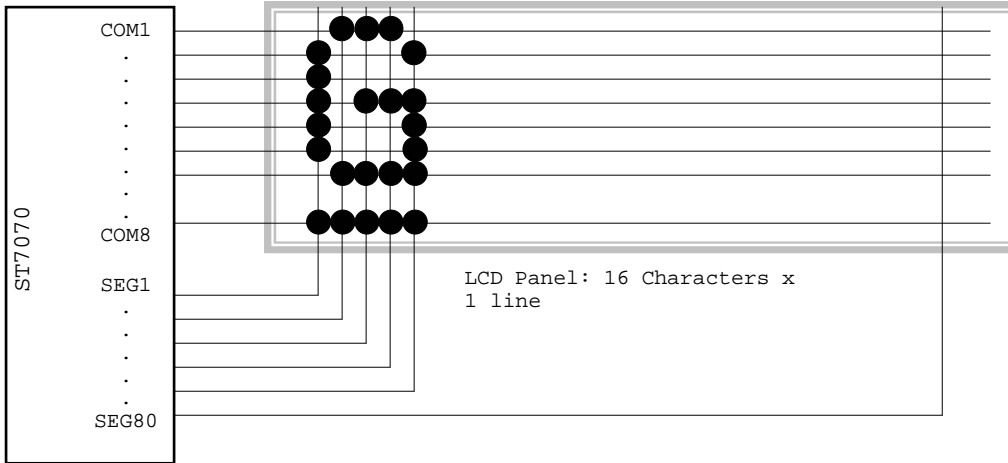 COM1
.
.
.
.
.
.
.
COM8
ST7070
SEG1
.
.
.
.
.
SEG80
LCD Panel: 16 Characters x
1 line